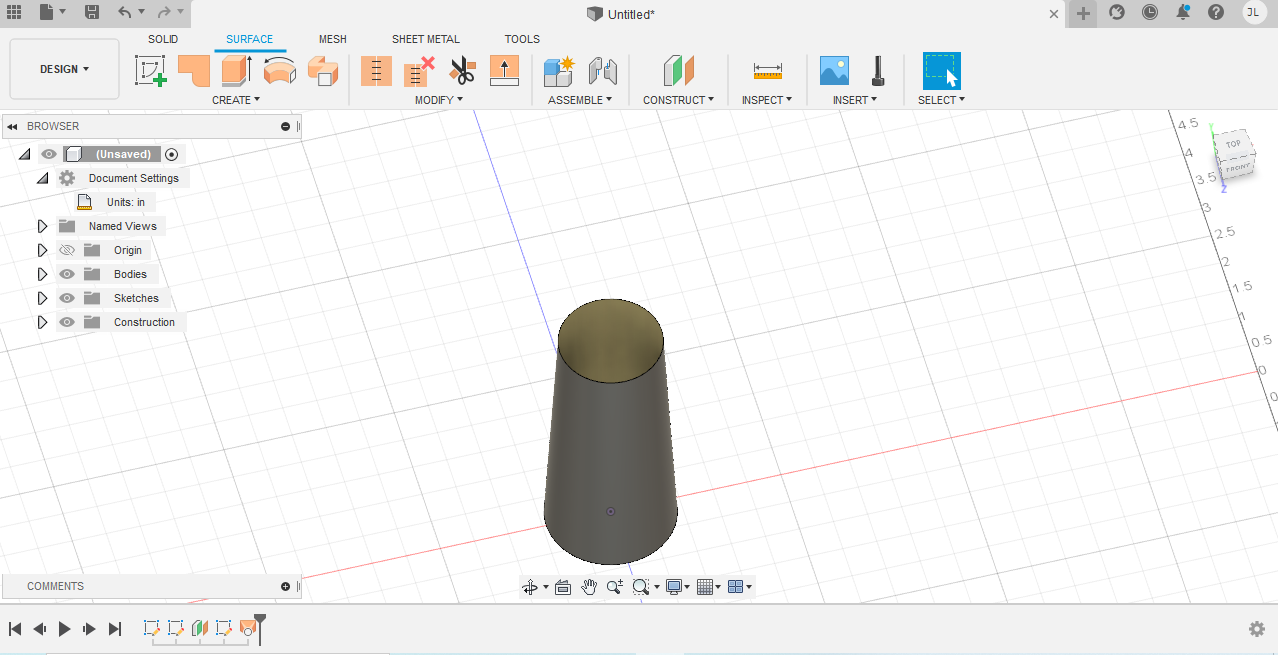 Untitled*
JL
SOLID SURFACE MESH SHEET METAL TOOLS
DESIGN
CREATE MODIFY ASSEMBLE CONSTRUCT INSPECT INSERT SELECT
BROWSER
(Unsaved)
Document Settings
Units: in
Named Views
Origin
Bodies
Sketches
Construction
TOP
FRONT
Y
Z
4.5
4
3.5
3
2.5
2
1.5
1
0.5
0
COMMENTS